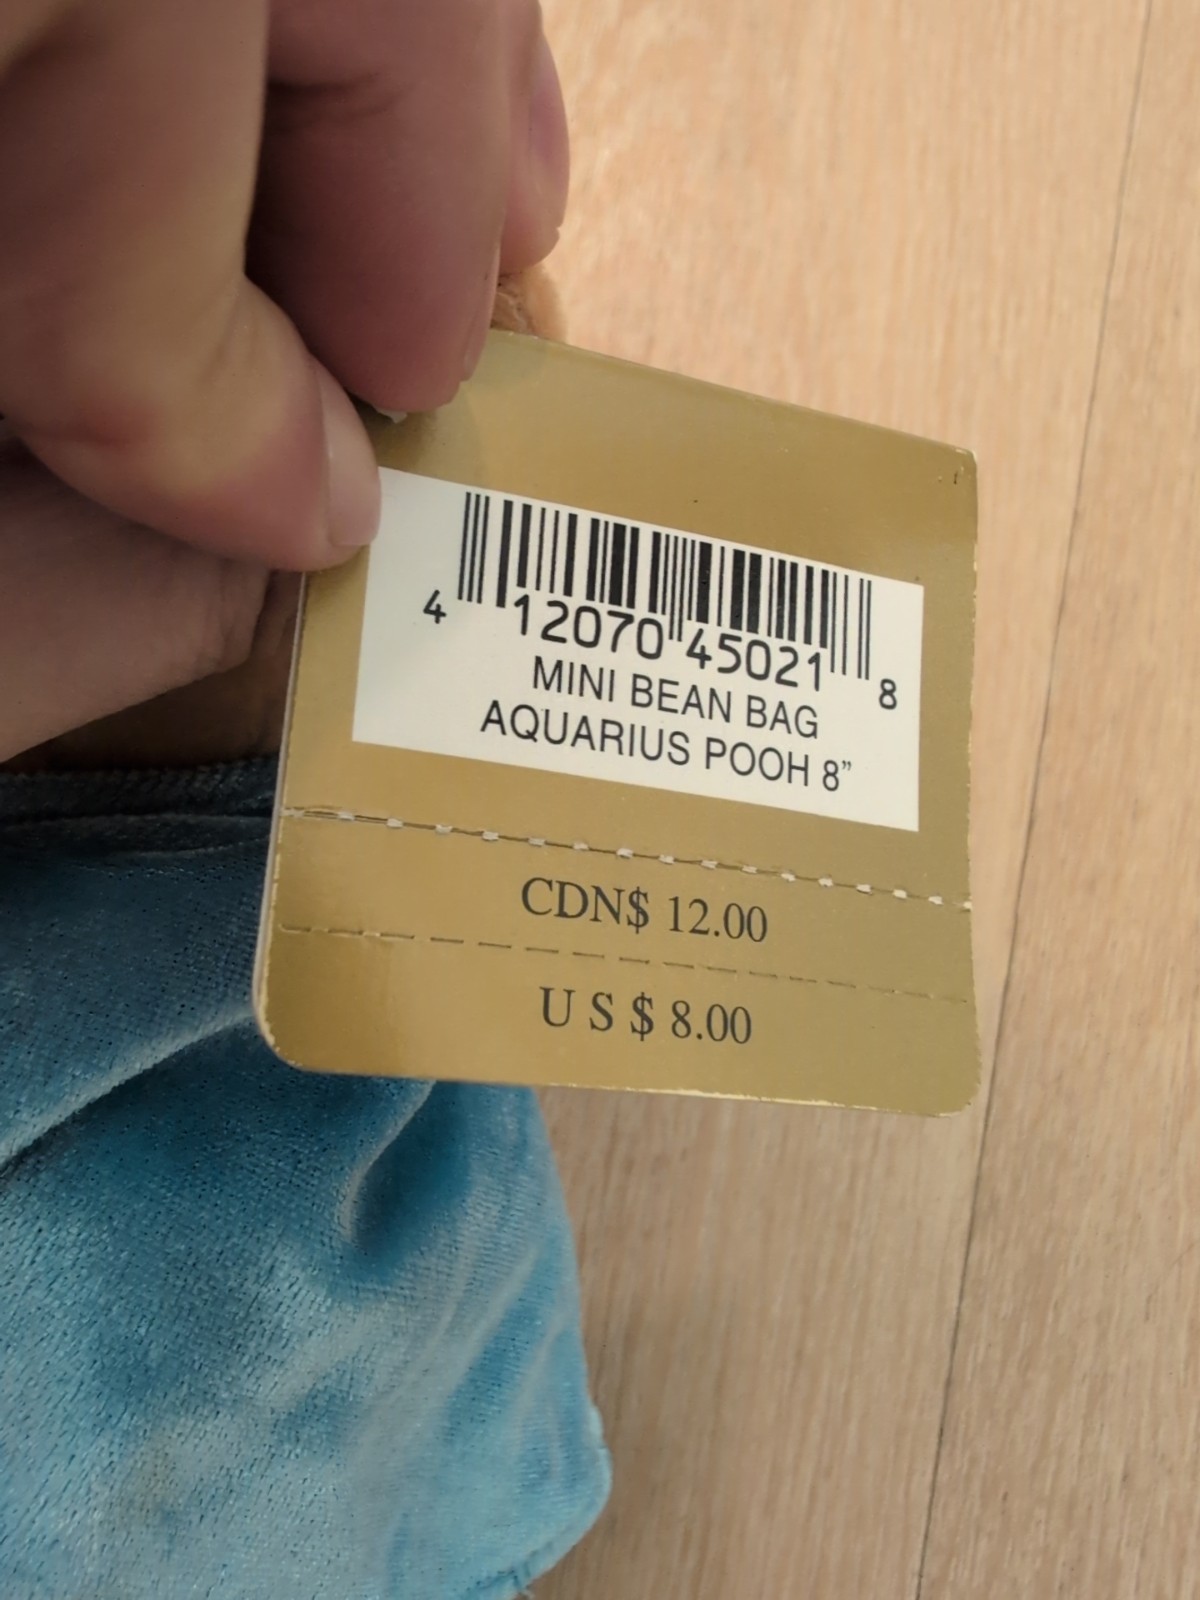 4 12070 45021 8
MINI BEAN BAG
AQUARIUS POOH 8”
CDN$ 12.00
U S $ 8.00